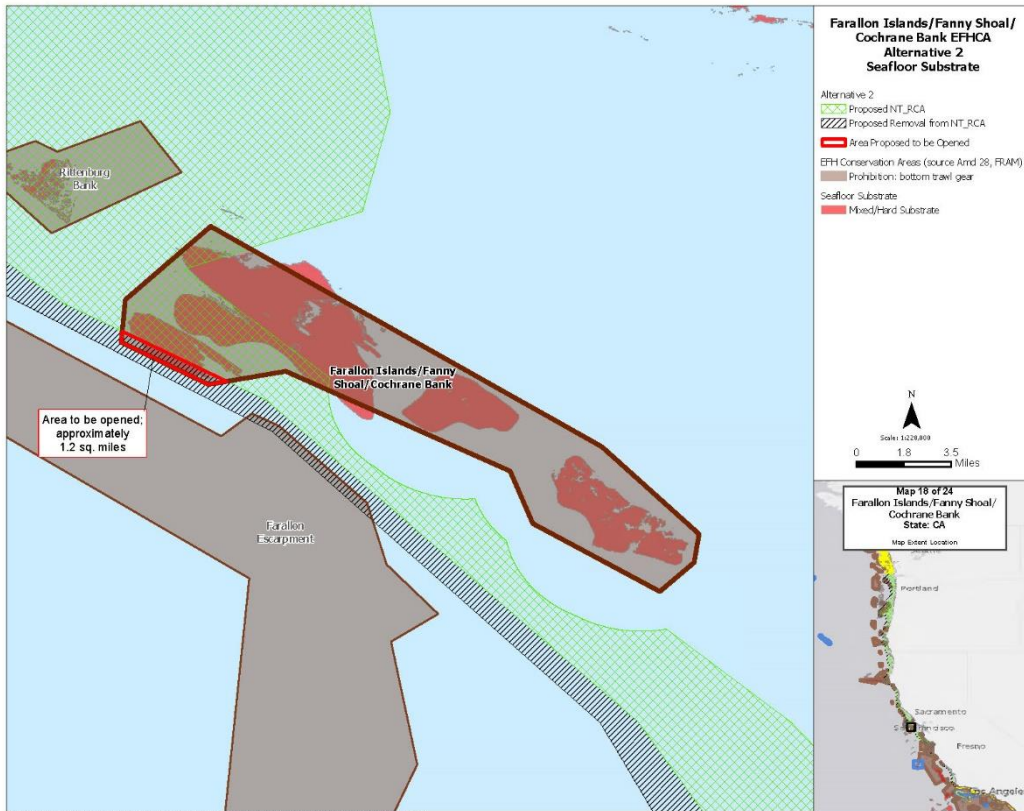 Farallon Islands/Fanny Shoal/
Cochrane Bank EFHCA
Alternative 2
Seafloor Substrate
Alternative 2
Proposed NT_RCA
Proposed Removal from NT_RCA
Area Proposed to be Opened
EFH Conservation Areas (source Amd 28, FRAM)
Prohibition: bottom trawl gear
Seafloor Substrate
Mixed/Hard Substrate
Rittenburg
Bank
Farallon Islands/Fanny
Shoal/Cochrane Bank
Area to be opened;
approximately
1.2 sq. miles
Farallon
Escarpment
N
Scale: 1:228,000
0 1.8 3.5
Miles
Map 18 of 24
Farallon Islands/Fanny Shoal/
Cochrane Bank
State: CA
Map Extent Location
Portland
Sacramento
Fresno